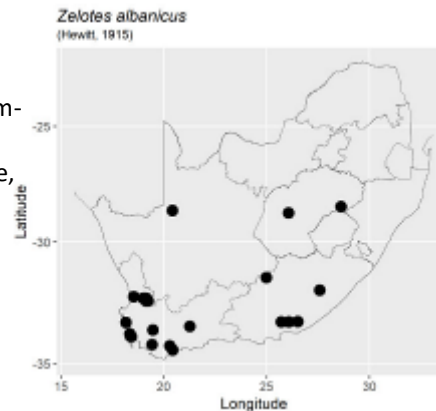 Zelotes albanicus
(Hewitt, 1915)
m-
e,
Latitude
-25
-30
-35
15
20
25
30
Longitude